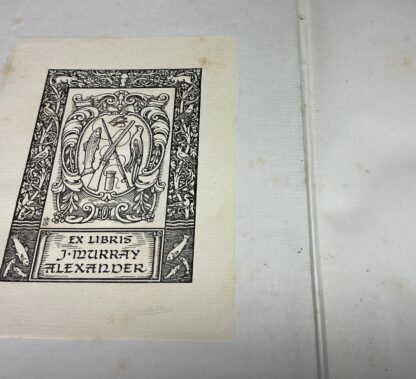 EX LIBRIS
J. MURRAY
ALEXANDER